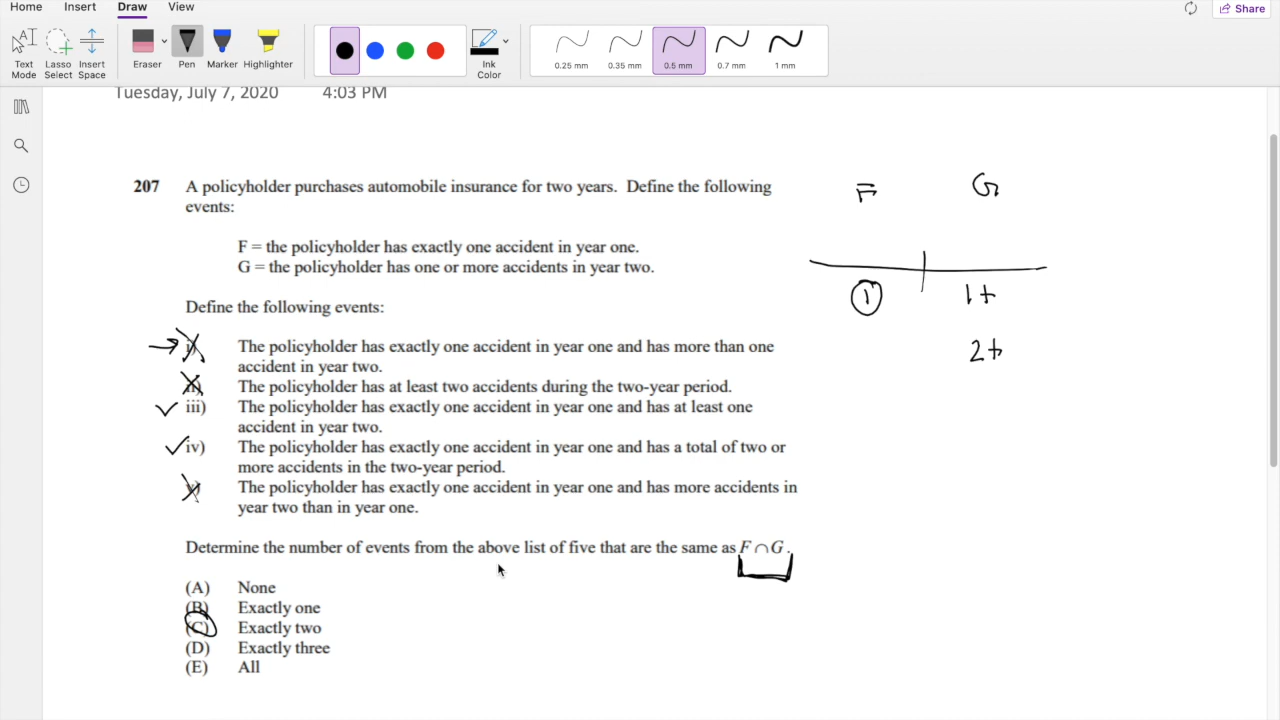 Home Insert Draw View
Share
Text Mode
Lasso Select
Insert Space
Eraser
Pen
Marker
Highlighter
Ink Color
0.25 mm
0.35 mm
0.5 mm
0.7 mm
1 mm
Tuesday, July 7, 2020 4:03 PM
207 A policyholder purchases automobile insurance for two years. Define the following
events:
F = the policyholder has exactly one accident in year one.
G = the policyholder has one or more accidents in year two.
Define the following events:
i) The policyholder has exactly one accident in year one and has more than one
accident in year two.
ii) The policyholder has at least two accidents during the two-year period.
iii) The policyholder has exactly one accident in year one and has at least one
accident in year two.
iv) The policyholder has exactly one accident in year one and has a total of two or
more accidents in the two-year period.
v) The policyholder has exactly one accident in year one and has more accidents in
year two than in year one.
Determine the number of events from the above list of five that are the same as F∩G.
(A) None
(B) Exactly one
(C) Exactly two
(D) Exactly three
(E) All
F G
1 1+
2+